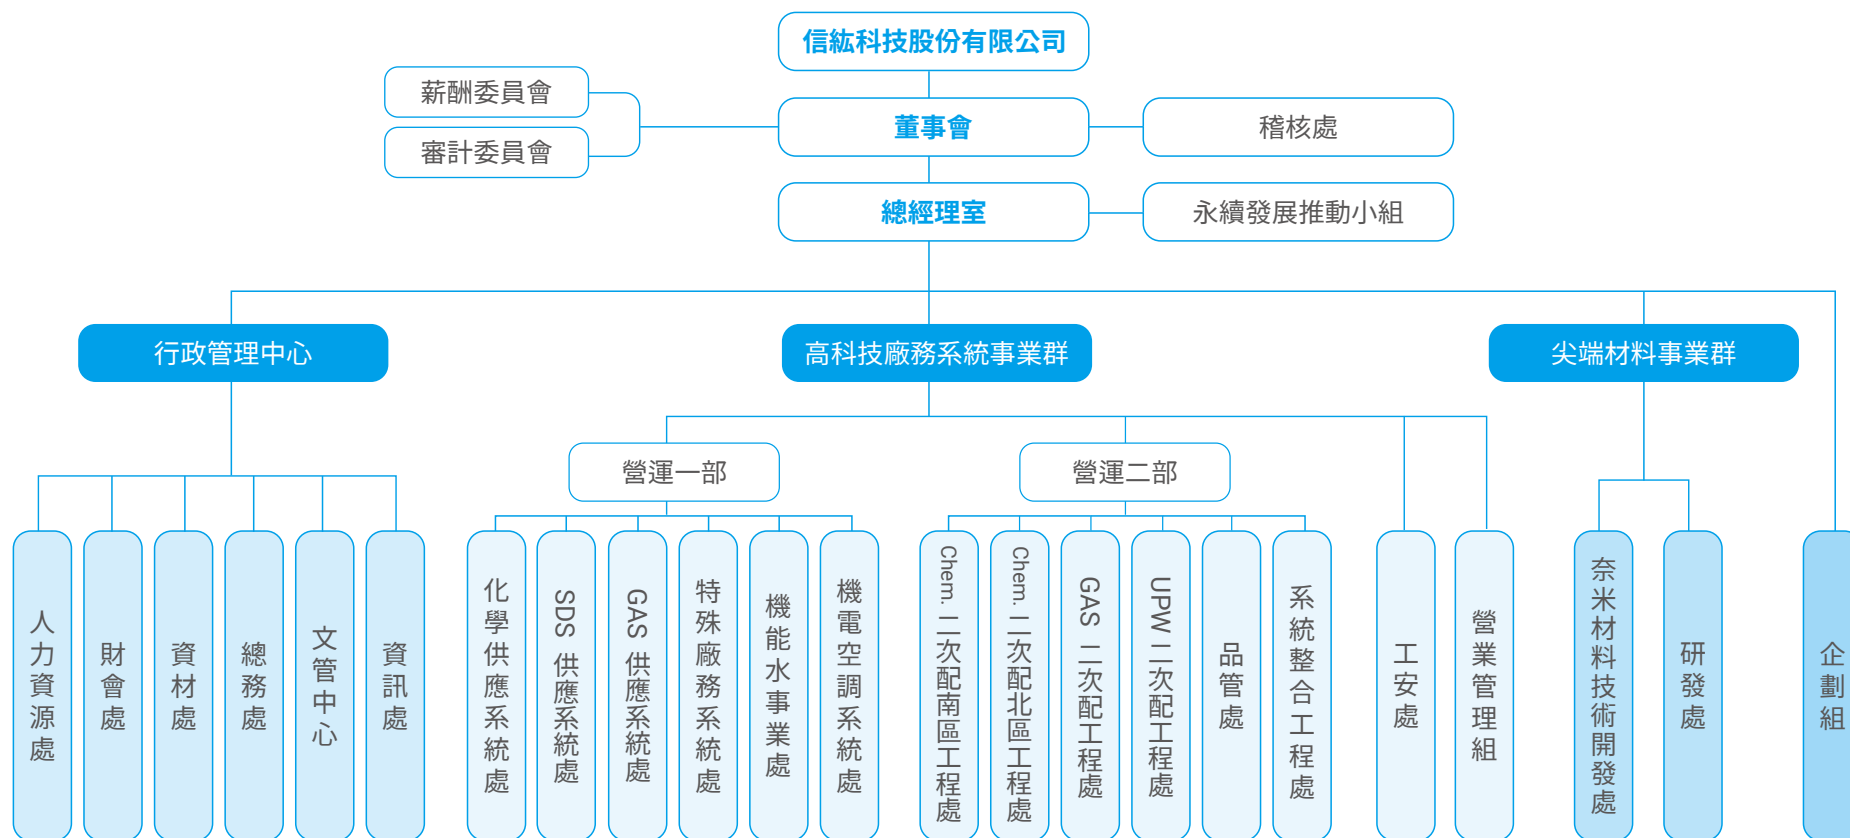 信紘科技股份有限公司
薪酬委員會
董事會
稽核處
審計委員會
總經理室
永續發展推動小組
行政管理中心
高科技廠務系統事業群
尖端材料事業群
營運一部
營運二部
人力資源處
財會處
資材處
總務處
文管中心
資訊處
化學供應系統處
SDS 供應系統處
GAS 供應系統處
特殊廠務系統處
機能水事業處
機電空調系統處
Chem. 二次配南區工程處
Chem. 二次配北區工程處
GAS 二次配工程處
UPW 二次配工程處
品管處
系統整合工程處
工安處
營業管理組
奈米材料技術開發處
研發處
企劃組